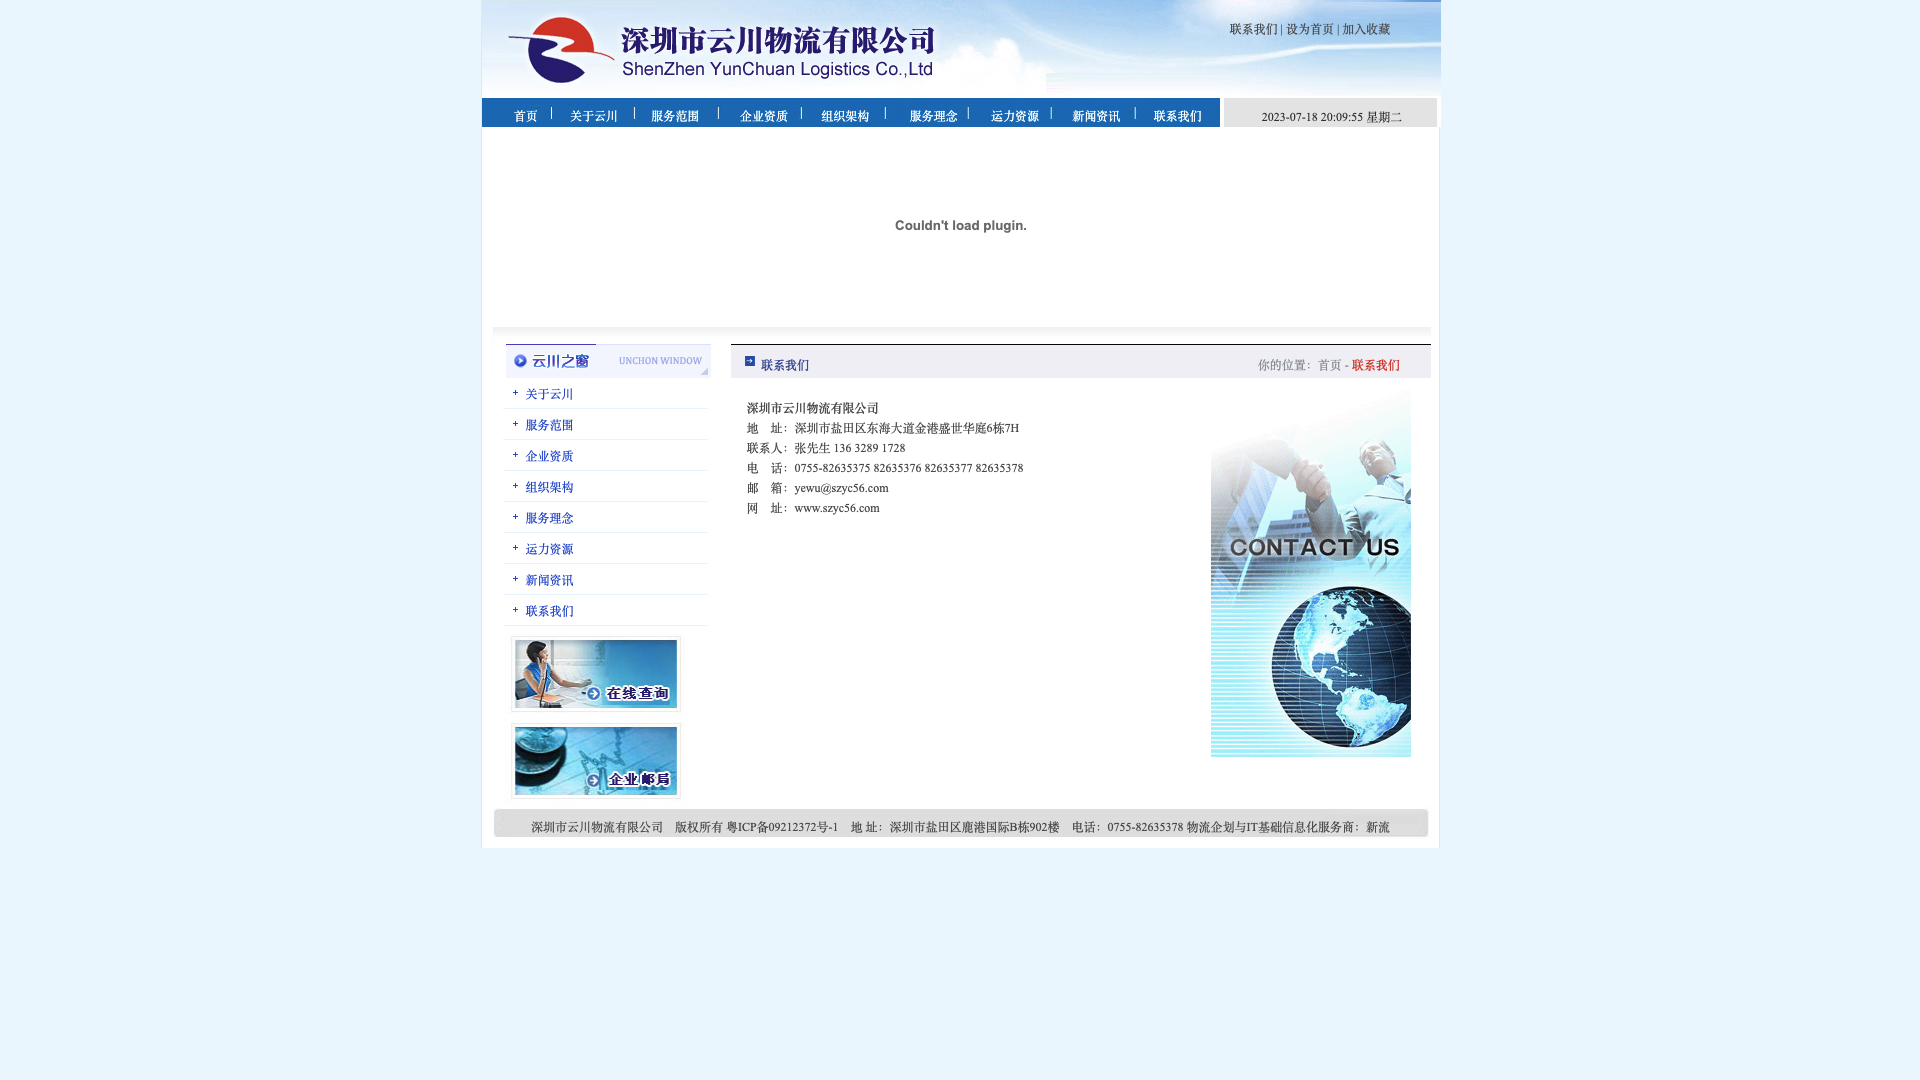 深圳市云川物流有限公司
ShenZhen YunChuan Logistics Co.,Ltd
联系我们 | 设为首页 | 加入收藏
首页 | 关于云川 | 服务范围 | 企业资质 | 组织架构 | 服务理念 | 运力资源 | 新闻资讯 | 联系我们
2023-07-18 20:09:55 星期二
Couldn't load plugin.
云川之窗 UNCHON WINDOW
关于云川
服务范围
企业资质
组织架构
服务理念
运力资源
新闻资讯
联系我们
在线查询
企业邮局
联系我们
你的位置：首页 - 联系我们
深圳市云川物流有限公司
地　址：深圳市盐田区东海大道金港盛世华庭6栋7H
联系人：张先生 136 3289 1728
电　话：0755-82635375 82635376 82635377 82635378
邮　箱：yewu@szyc56.com
网　址：www.szyc56.com
CONTACT US
深圳市云川物流有限公司　版权所有 粤ICP备09212372号-1　地 址：深圳市盐田区鹿港国际B栋902楼　电话：0755-82635378 物流企划与IT基础信息化服务商：新流